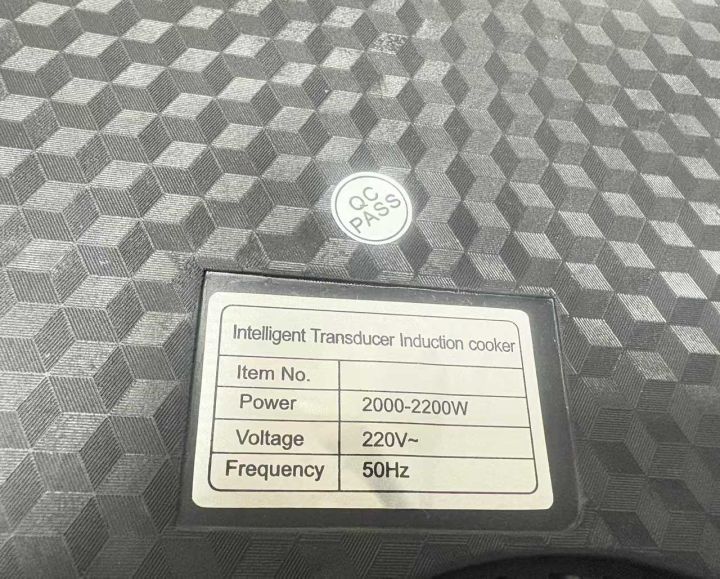 QC
PASS
Intelligent Transducer Induction cooker
Item No.
Power 2000-2200W
Voltage 220V~
Frequency 50Hz